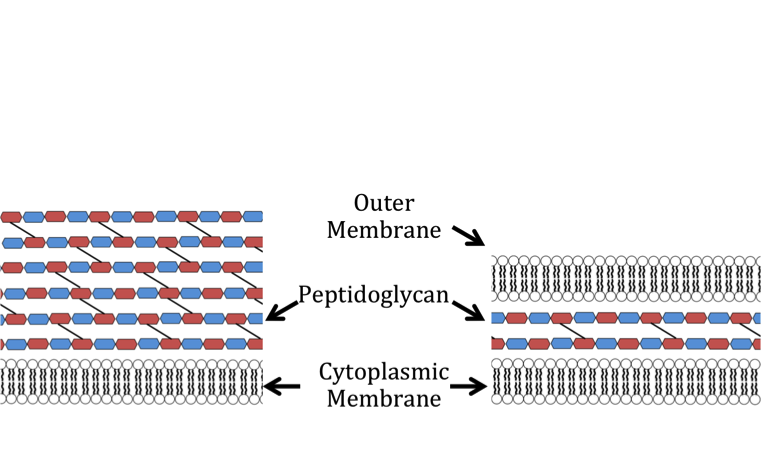 Outer
Membrane
Peptidoglycan
Cytoplasmic
Membrane